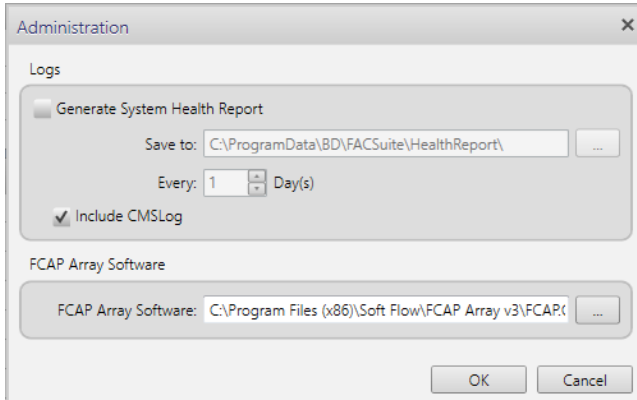 Administration
Logs
Generate System Health Report
Save to: C:\ProgramData\BD\FACSuite\HealthReport\ ...
Every: 1 Day(s)
Include CMSLog
FCAP Array Software
FCAP Array Software: C:\Program Files (x86)\Soft Flow\FCAP Array v3\FCAP. ...
OK Cancel